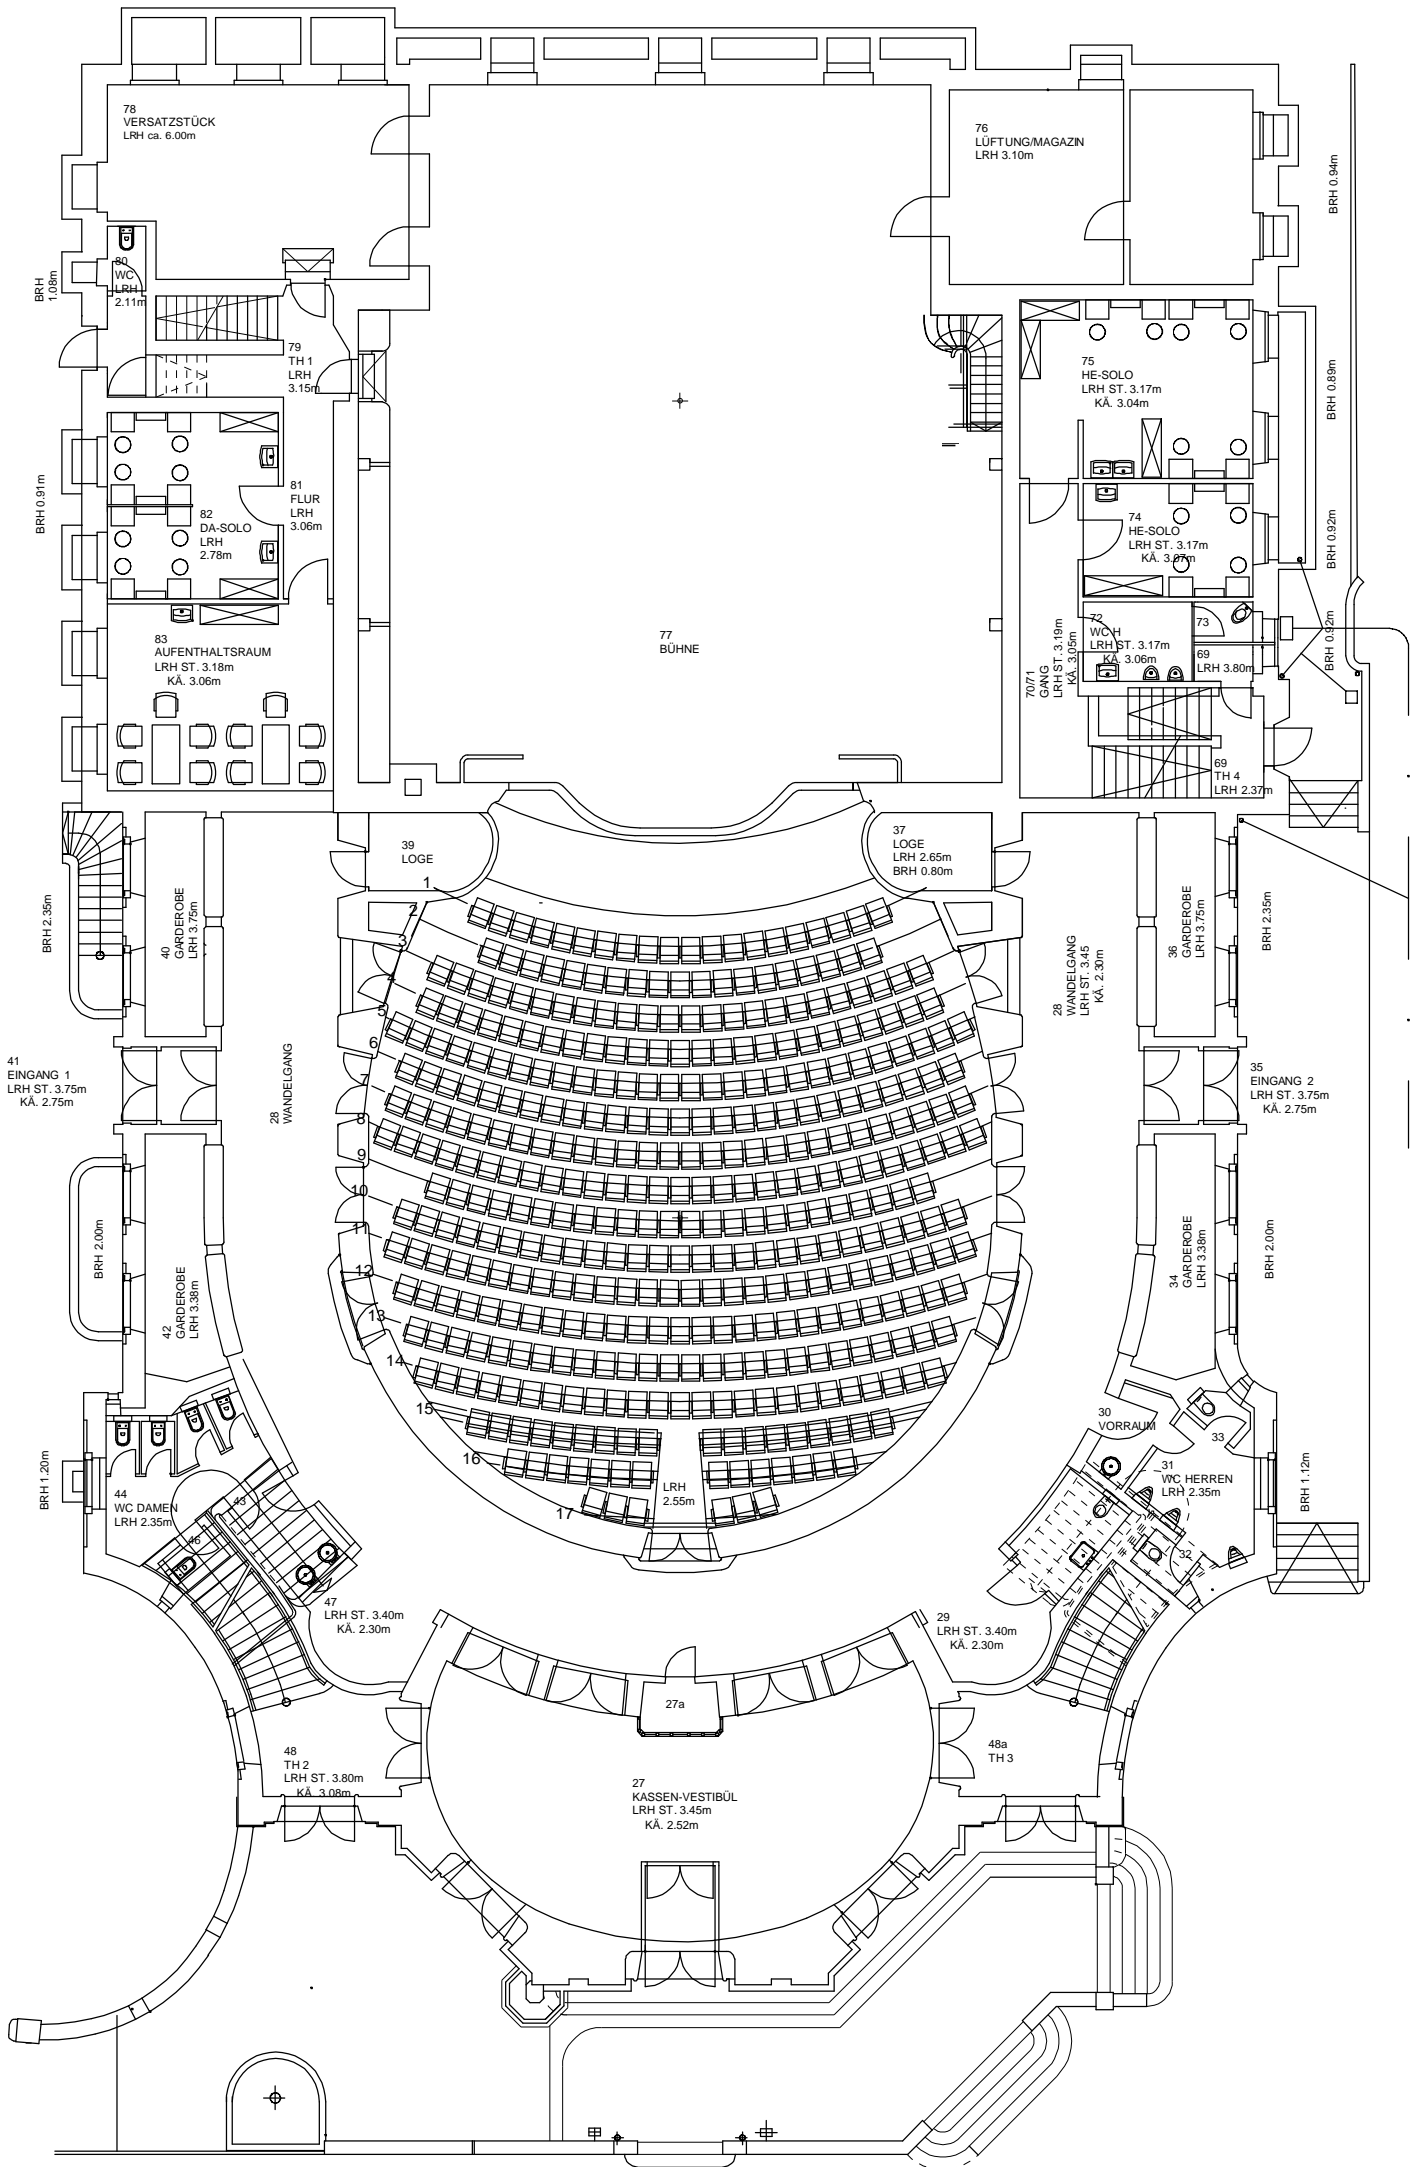 78
VERSATZSTÜCK
LRH ca. 6.00m
76
LÜFTUNG/MAGAZIN
LRH 3.10m
BRH 0.94m
80
WC
LRH
2.11m
BRH
1.08m
79
TH 1
LRH
3.15m
75
HE-SOLO
LRH ST. 3.17m
KÄ. 3.04m
BRH 0.89m
81
FLUR
LRH
3.06m
82
DA-SOLO
LRH
2.78m
BRH 0.91m
74
HE-SOLO
LRH ST. 3.17m
KÄ. 3.07m
BRH 0.92m
77
BÜHNE
83
AUFENTHALTSRAUM
LRH ST. 3.18m
KÄ. 3.06m
70/71
GANG
LRH ST. 3.19m
KÄ. 3.05m
72
WC H
LRH ST. 3.17m
KÄ. 3.06m
73
69
LRH 3.80m
BRH 0.92m
69
TH 4
LRH 2.37m
39
LOGE
37
LOGE
LRH 2.65m
BRH 0.80m
1
2
3
4
5
6
7
8
9
10
11
12
13
14
15
16
17
BRH 2.35m
40
GARDEROBE
LRH 3.75m
28
WANDELGANG
LRH ST. 3.45
KÄ. 2.30m
36
GARDEROBE
LRH 3.75m
BRH 2.35m
41
EINGANG 1
LRH ST. 3.75m
KÄ. 2.75m
28
WANDELGANG
35
EINGANG 2
LRH ST. 3.75m
KÄ. 2.75m
BRH 2.00m
42
GARDEROBE
LRH 3.38m
34
GARDEROBE
LRH 3.38m
BRH 2.00m
30
VORRAUM
33
31
WC HERREN
LRH 2.35m
32
BRH 1.12m
BRH 1.20m
44
WC DAMEN
LRH 2.35m
43
46
LRH
2.55m
47
LRH ST. 3.40m
KÄ. 2.30m
29
LRH ST. 3.40m
KÄ. 2.30m
27a
48
TH 2
LRH ST. 3.80m
KÄ. 3.08m
48a
TH 3
27
KASSEN-VESTIBÜL
LRH ST. 3.45m
KÄ. 2.52m